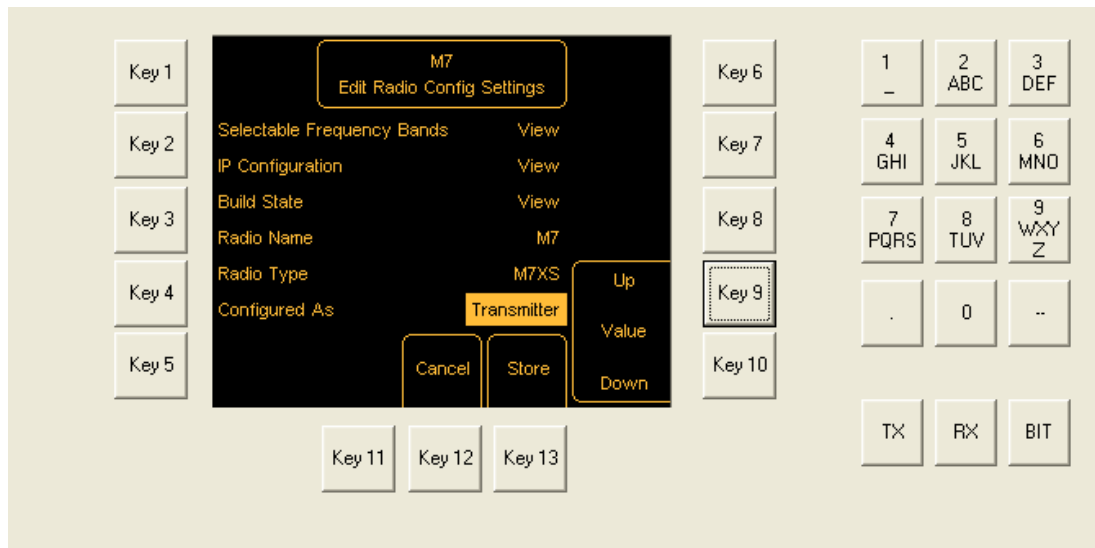 Key 1
Key 2
Key 3
Key 4
Key 5
M7
Edit Radio Config Settings
Selectable Frequency Bands View
IP Configuration View
Build State View
Radio Name M7
Radio Type M7XS
Configured As Transmitter
Up
Value
Down
Cancel
Store
Key 6
Key 7
Key 8
Key 9
Key 10
Key 11
Key 12
Key 13
1
_
2
ABC
3
DEF
4
GHI
5
JKL
6
MNO
7
PQRS
8
TUV
9
WXY
Z
.
0
--
TX
RX
BIT